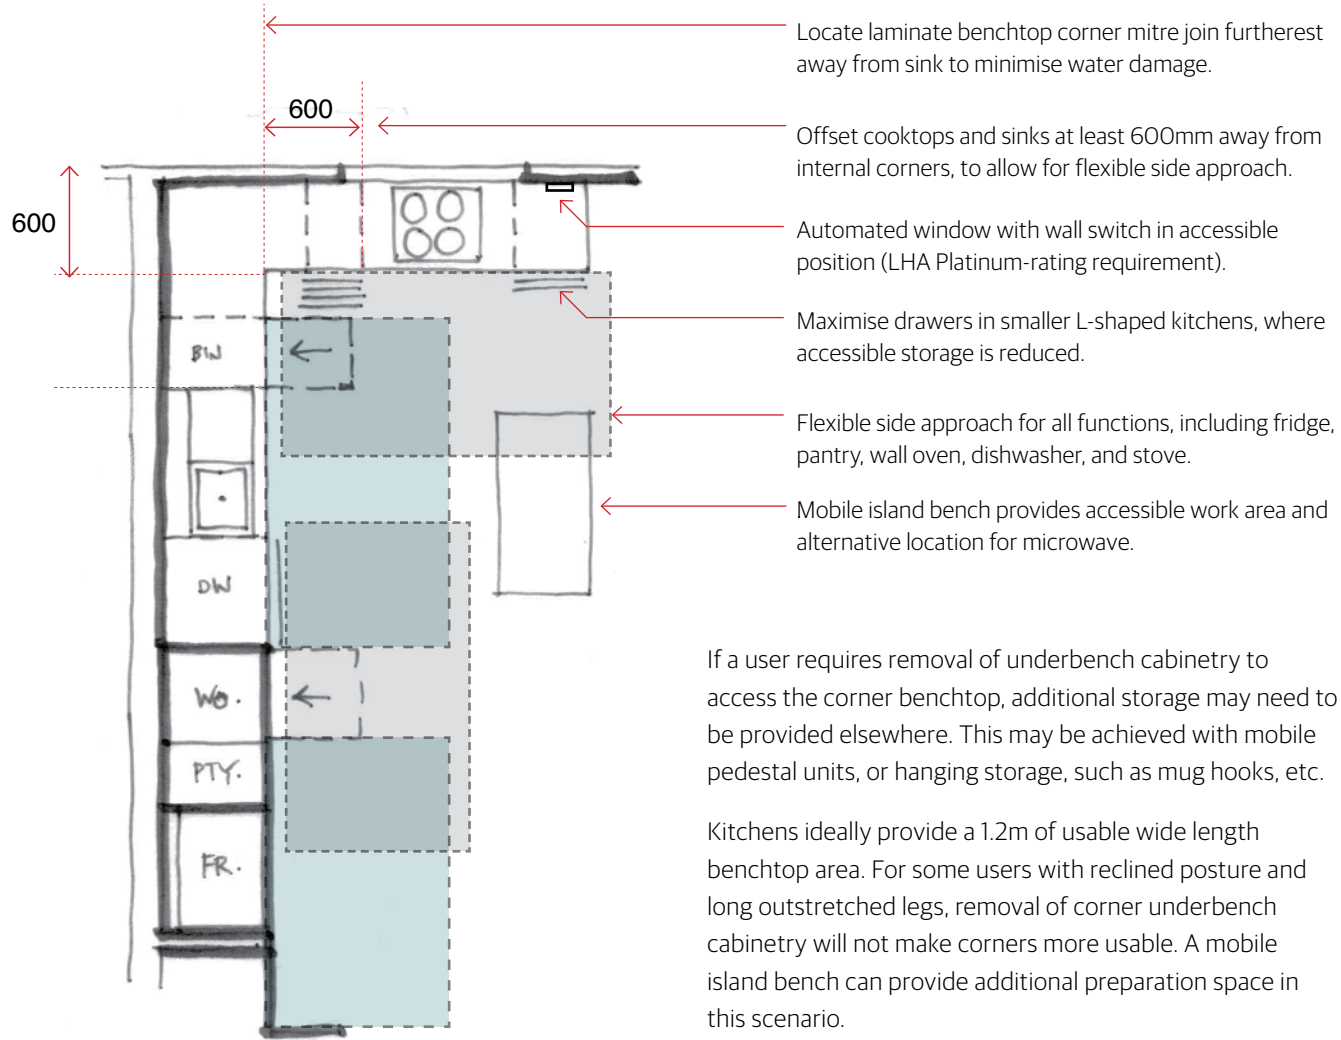 Locate laminate benchtop corner mitre join furtherest
away from sink to minimise water damage.
600
Offset cooktops and sinks at least 600mm away from
internal corners, to allow for flexible side approach.
600
Automated window with wall switch in accessible
position (LHA Platinum-rating requirement).
Maximise drawers in smaller L-shaped kitchens, where
accessible storage is reduced.
BIN
Flexible side approach for all functions, including fridge,
pantry, wall oven, dishwasher, and stove.
Mobile island bench provides accessible work area and
alternative location for microwave.
DW
WO.
PTY.
FR.
If a user requires removal of underbench cabinetry to
access the corner benchtop, additional storage may need to
be provided elsewhere. This may be achieved with mobile
pedestal units, or hanging storage, such as mug hooks, etc.
Kitchens ideally provide a 1.2m of usable wide length
benchtop area. For some users with reclined posture and
long outstretched legs, removal of corner underbench
cabinetry will not make corners more usable. A mobile
island bench can provide additional preparation space in
this scenario.